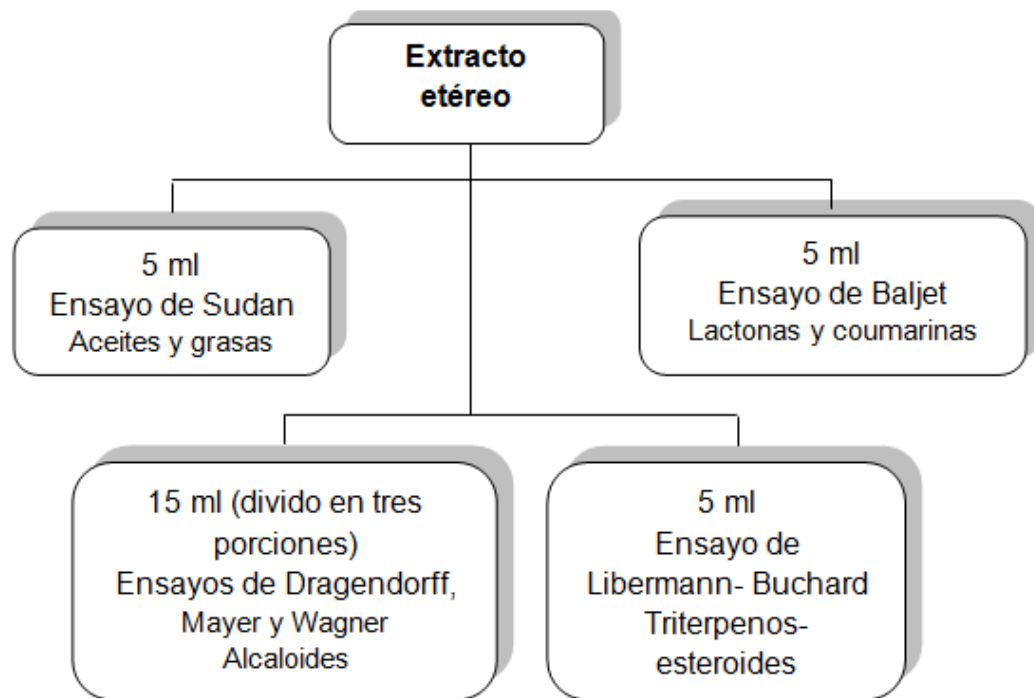 Extracto
etéreo
5 ml
Ensayo de Sudan
Aceites y grasas
5 ml
Ensayo de Baljet
Lactonas y coumarinas
15 ml (divido en tres
porciones)
Ensayos de Dragendorff,
Mayer y Wagner
Alcaloides
5 ml
Ensayo de
Libermann- Buchard
Triterpenos-
esteroides